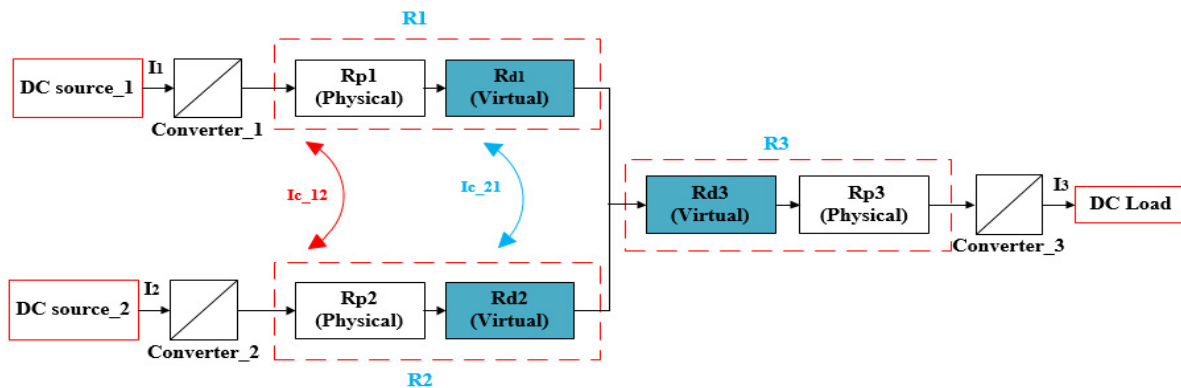 R1
DC source_1
I1
Converter_1
Rp1
(Physical)
Rd1
(Virtual)
Ic_12
Ic_21
R3
Rd3
(Virtual)
Rp3
(Physical)
I3
DC Load
Converter_3
DC source_2
I2
Converter_2
Rp2
(Physical)
Rd2
(Virtual)
R2